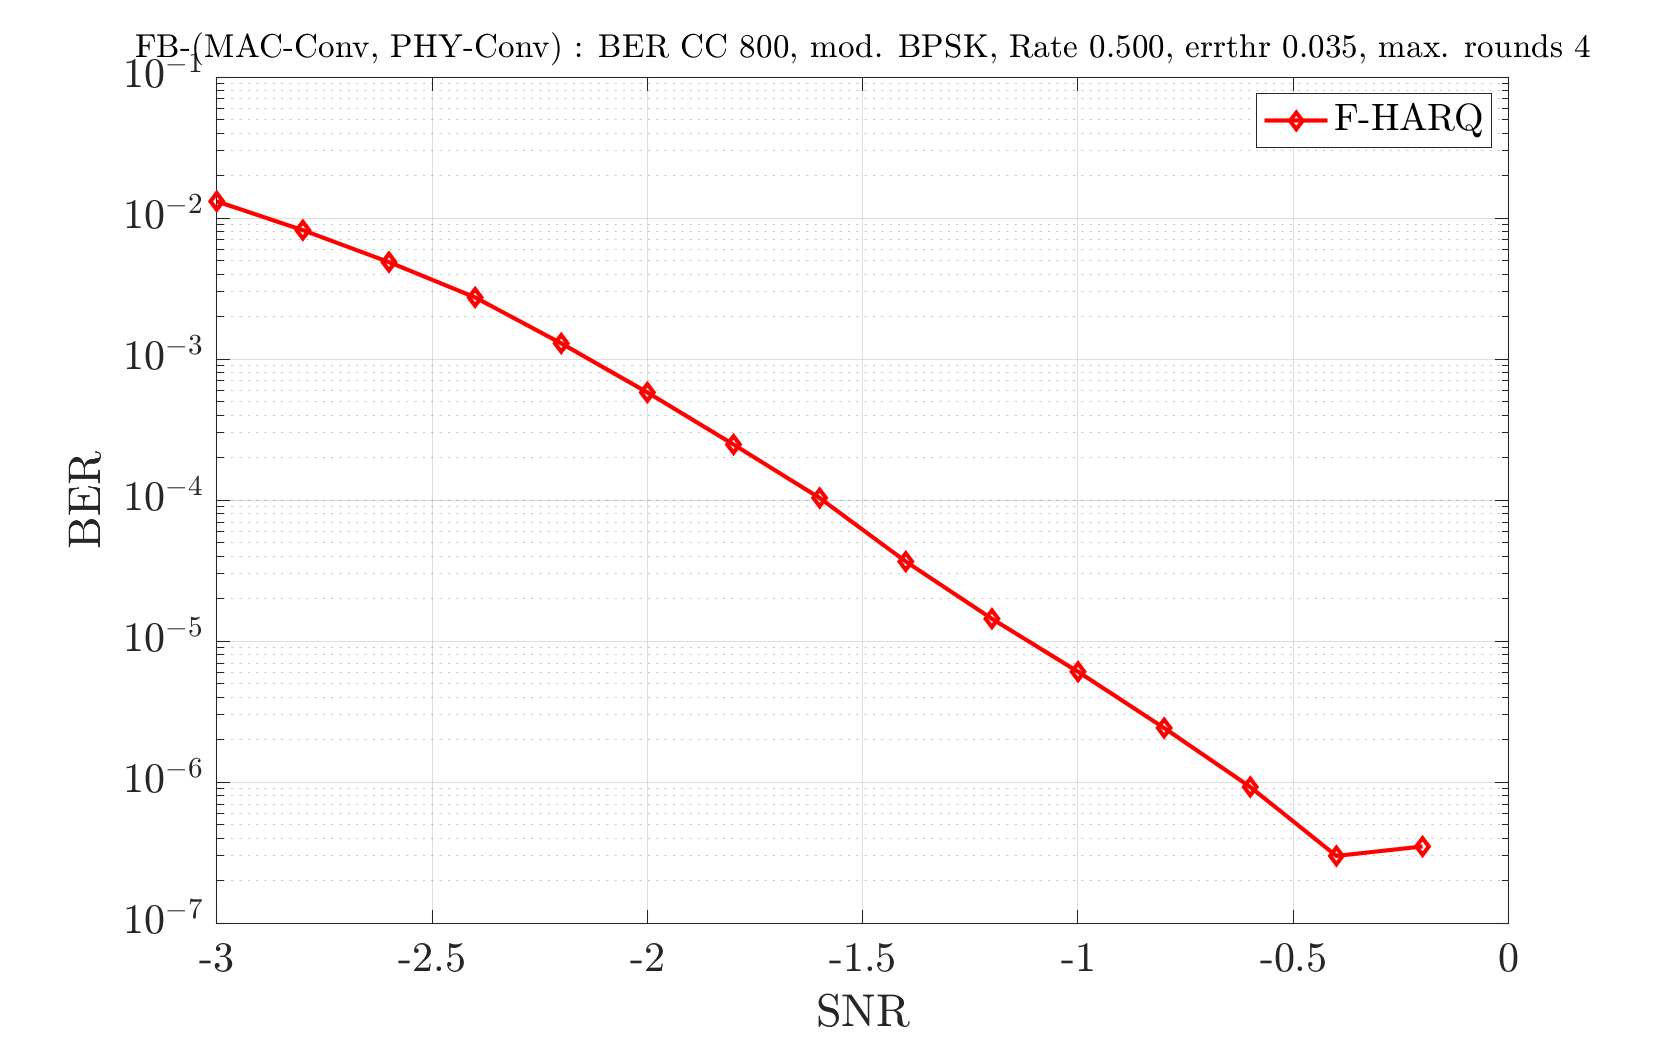 FB-(MAC-Conv, PHY-Conv) : BER CC 800, mod. BPSK, Rate 0.500, errthr 0.035, max. rounds 4
F-HARQ
10^{-1}
10^{-2}
10^{-3}
10^{-4}
10^{-5}
10^{-6}
10^{-7}
BER
-3 -2.5 -2 -1.5 -1 -0.5 0
SNR